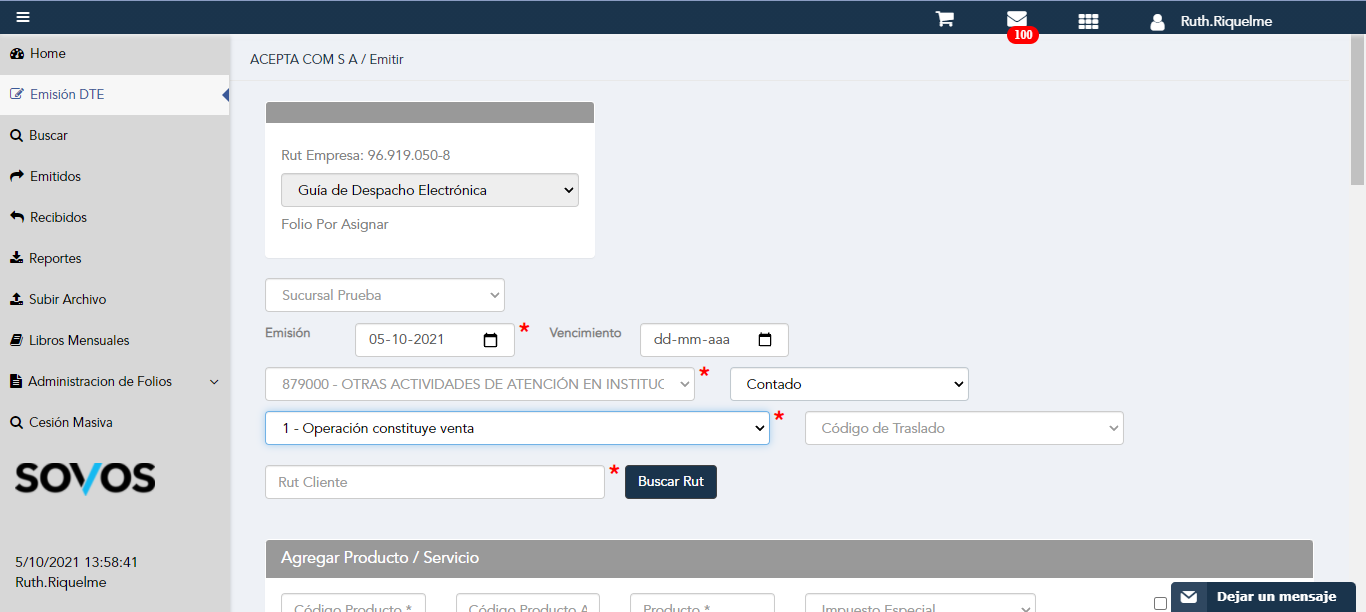 Ruth.Riquelme
100
Home
Emisión DTE
Buscar
Emitidos
Recibidos
Reportes
Subir Archivo
Libros Mensuales
Administracion de Folios
Cesión Masiva
SOVOS
5/10/2021 13:58:41
Ruth.Riquelme
ACEPTA COM S A / Emitir
Rut Empresa: 96.919.050-8
Guía de Despacho Electrónica
Folio Por Asignar
Sucursal Prueba
Emisión 05-10-2021 * Vencimiento dd-mm-aaa
879000 - OTRAS ACTIVIDADES DE ATENCIÓN EN INSTITUC * Contado
1 - Operación constituye venta * Código de Traslado
Rut Cliente * Buscar Rut
Agregar Producto / Servicio
Código Producto * Código Producto A Producto * Impuesto Especial
Dejar un mensaje